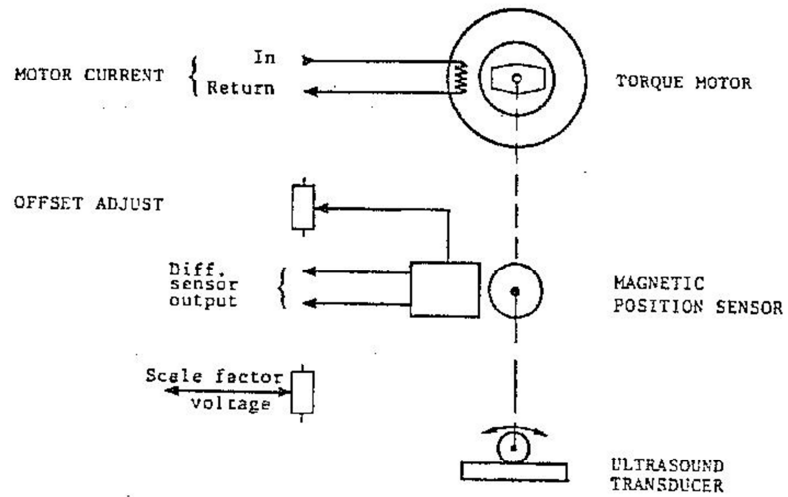 In
MOTOR CURRENT
Return
TORQUE MOTOR
OFFSET ADJUST
Diff.
sensor
output
MAGNETIC
POSITION SENSOR
Scale factor
voltage
ULTRASOUND
TRANSDUCER